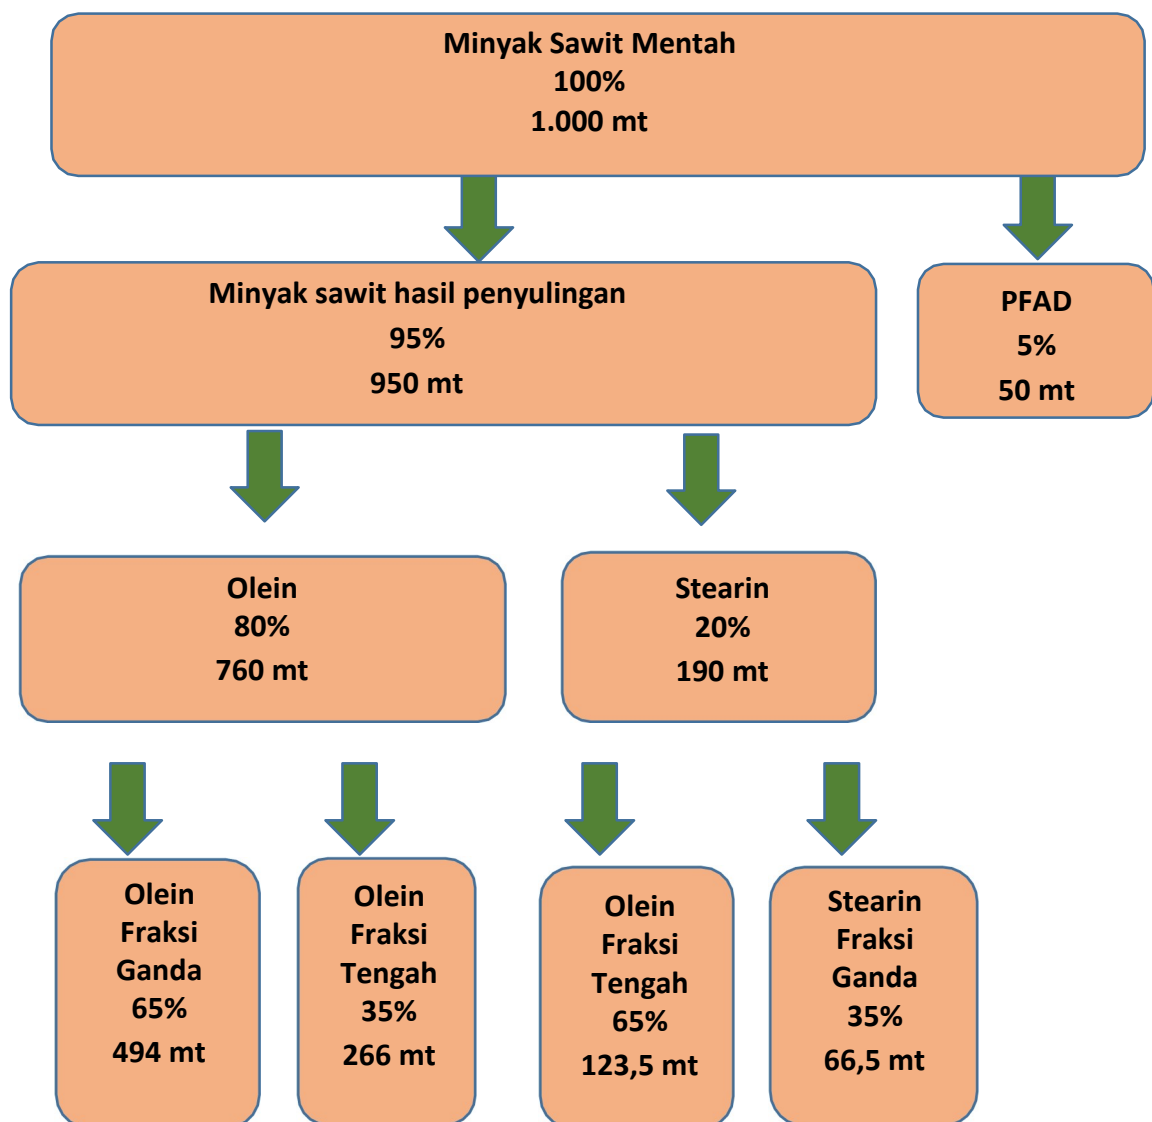 Minyak Sawit Mentah
100%
1.000 mt
Minyak sawit hasil penyulingan
95%
950 mt
PFAD
5%
50 mt
Olein
80%
760 mt
Stearin
20%
190 mt
Olein
Fraksi
Ganda
65%
494 mt
Olein
Fraksi
Tengah
35%
266 mt
Olein
Fraksi
Tengah
65%
123,5 mt
Stearin
Fraksi
Ganda
35%
66,5 mt